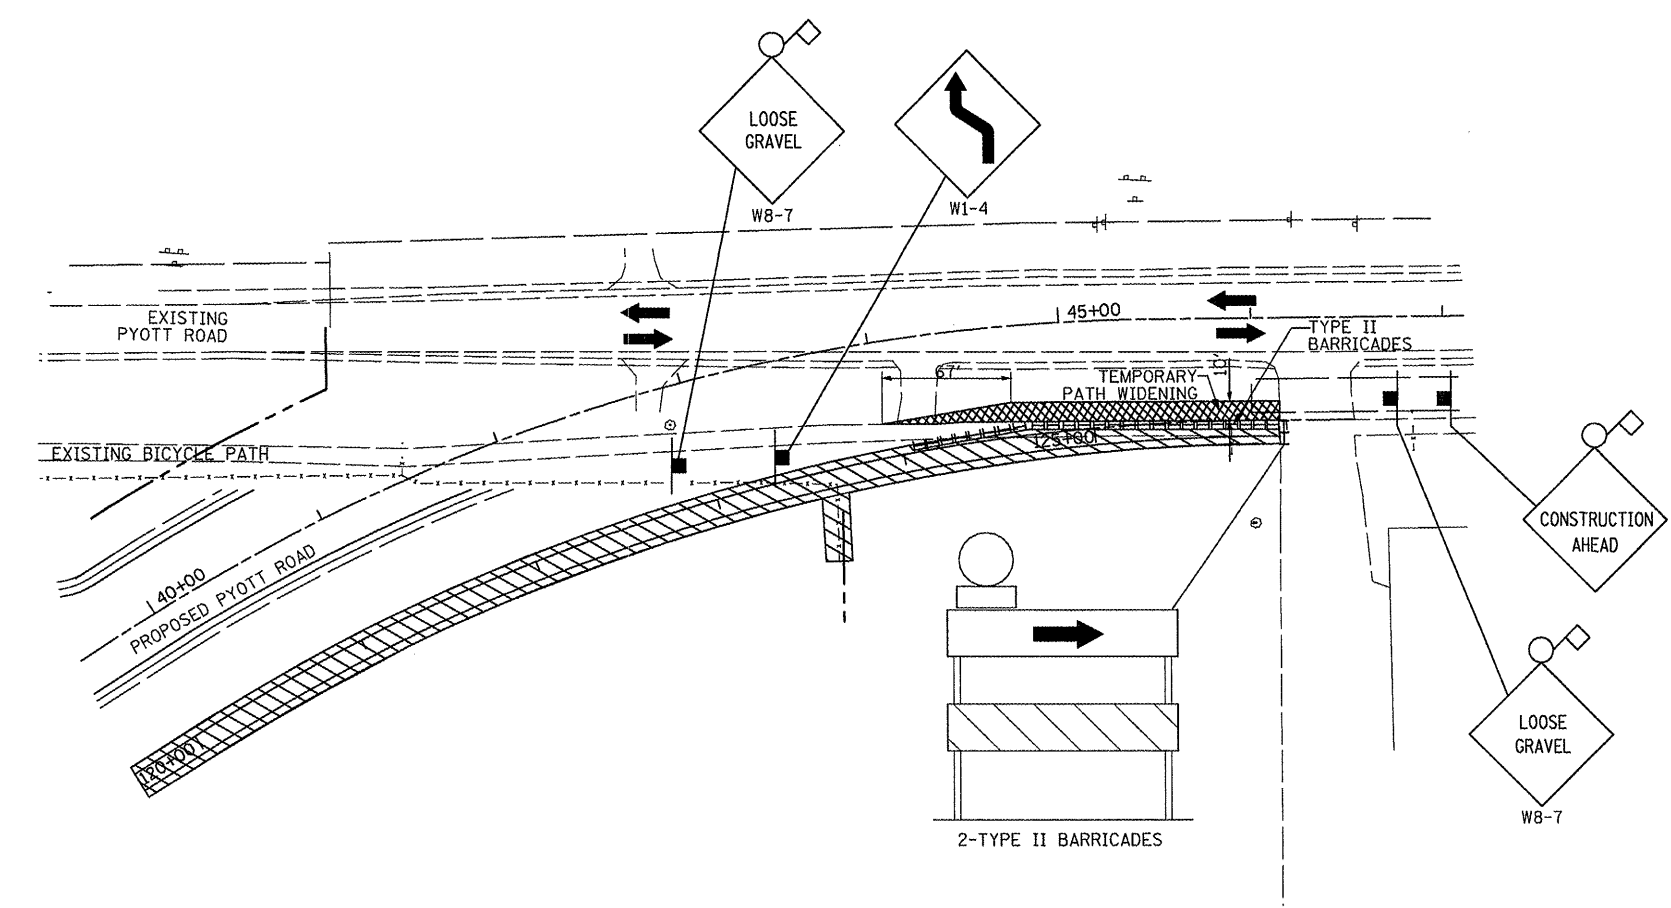 LOOSE
GRAVEL
W8-7
W1-4
EXISTING
PYOTT ROAD
45+00
TYPE II
BARRICADES
67'
10'
TEMPORARY
PATH WIDENING
125+00
EXISTING BICYCLE PATH
40+00
PROPOSED PYOTT ROAD
120+00
CONSTRUCTION
AHEAD
LOOSE
GRAVEL
W8-7
2-TYPE II BARRICADES